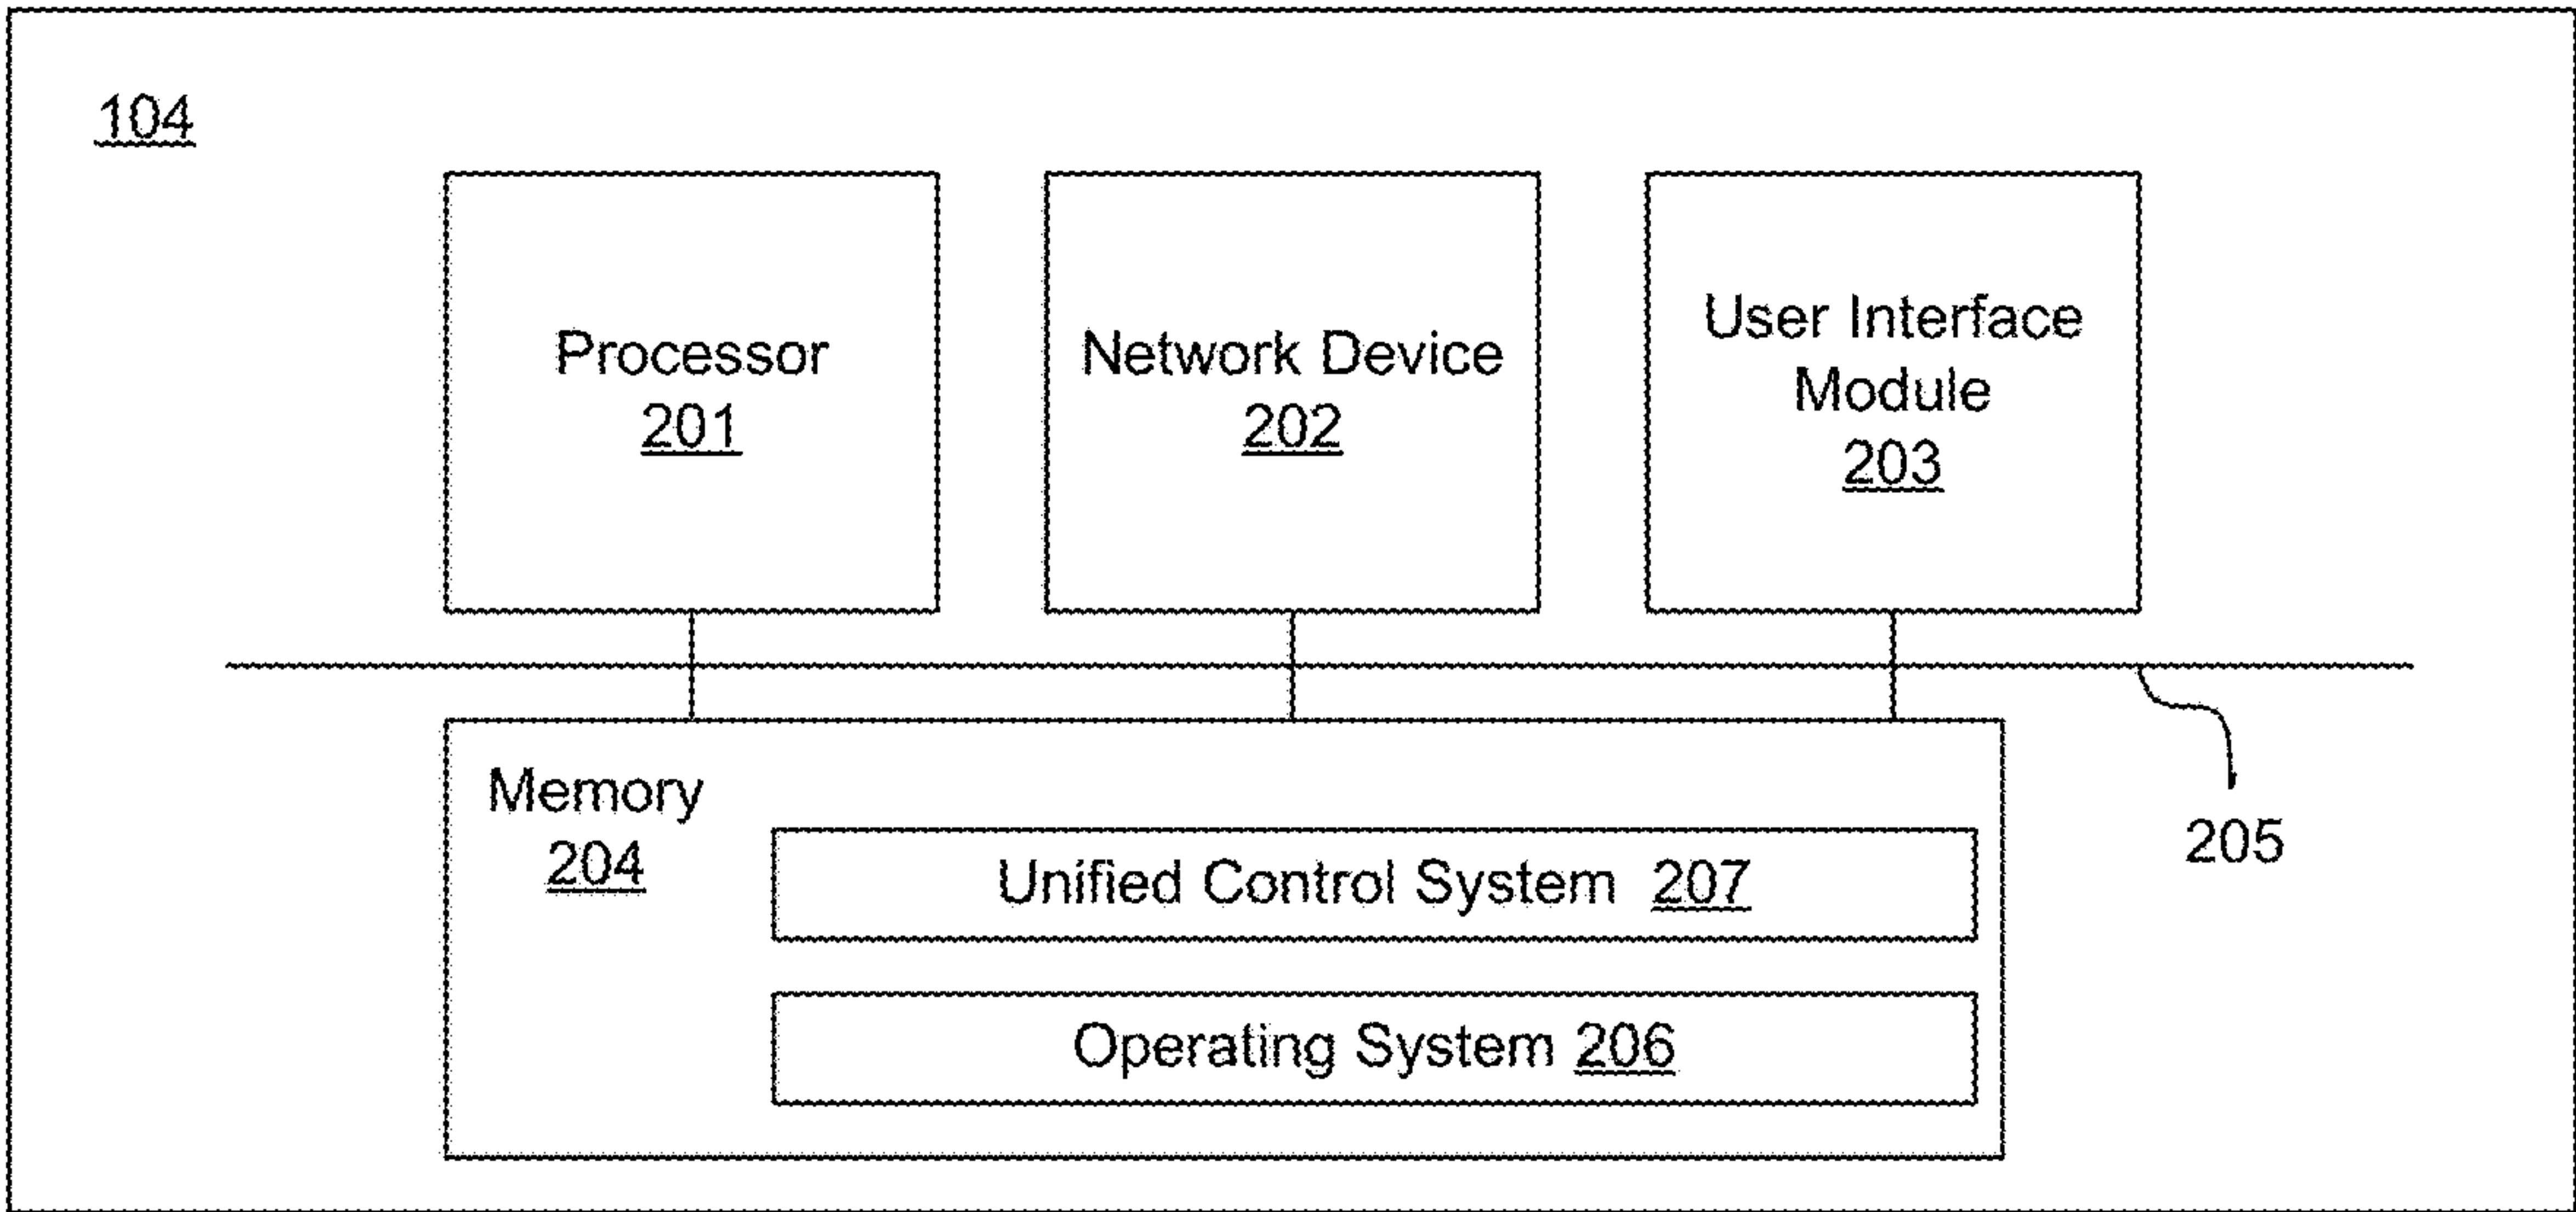 104
Processor
201
Network Device
202
User Interface
Module
203
Memory
204
Unified Control System 207
Operating System 206
205